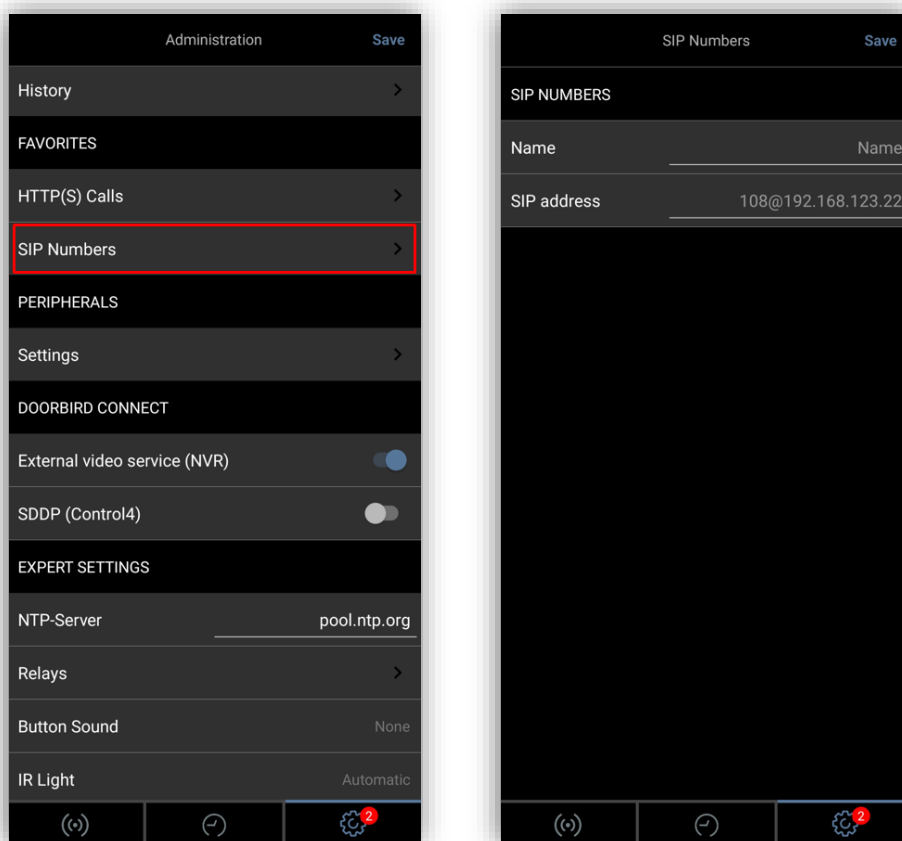 Administration Save
History
FAVORITES
HTTP(S) Calls
SIP Numbers
PERIPHERALS
Settings
DOORBIRD CONNECT
External video service (NVR)
SDDP (Control4)
EXPERT SETTINGS
NTP-Server pool.ntp.org
Relays
Button Sound None
IR Light Automatic
2
SIP Numbers Save
SIP NUMBERS
Name Name
SIP address 108@192.168.123.22
2